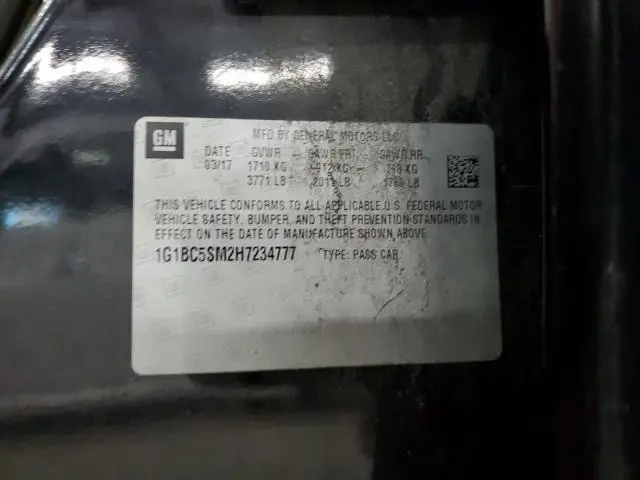 GM
MFD BY GENERAL MOTORS LLC
DATE GVWR GAWR FRT GAWR RR
03/17 1710 KG 912 KG 798 KG
3771 LB 2011 LB 1760 LB
THIS VEHICLE CONFORMS TO ALL APPLICABLE U.S. FEDERAL MOTOR
VEHICLE SAFETY, BUMPER, AND THEFT PREVENTION STANDARDS IN
EFFECT ON THE DATE OF MANUFACTURE SHOWN ABOVE.
1G1BC5SM2H7234777 TYPE: PASS CAR